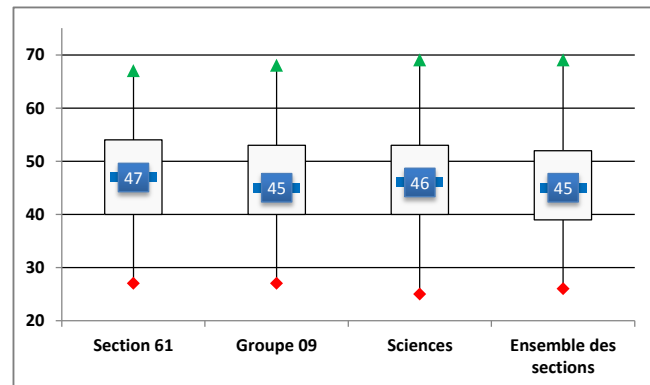 70
60
50
40
30
20
47
45
46
45
Section 61
Groupe 09
Sciences
Ensemble des
sections